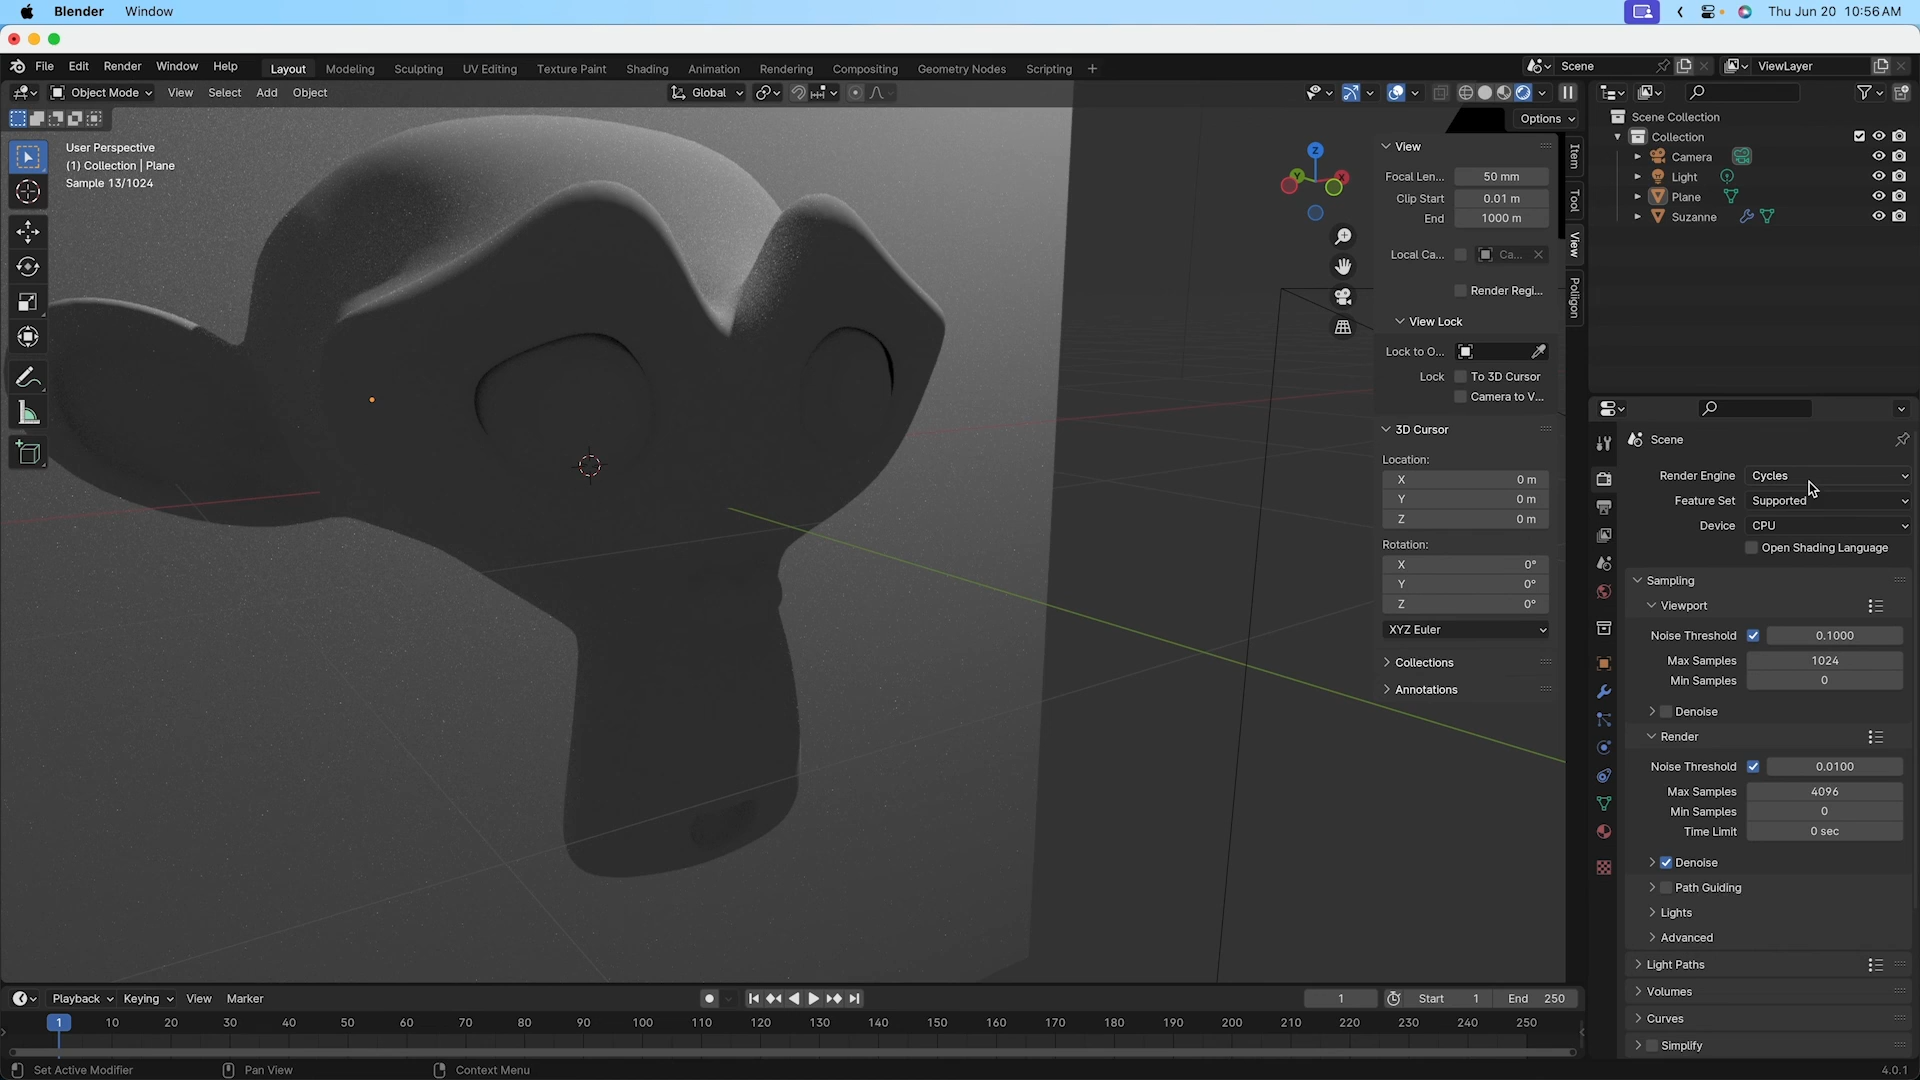 Blender Window Thu Jun 20 10:56 AM
File Edit Render Window Help Layout Modeling Sculpting UV Editing Texture Paint Shading Animation Rendering Compositing Geometry Nodes Scripting + Scene ViewLayer
Object Mode View Select Add Object Global
Options
User Perspective
(1) Collection | Plane
Sample 13/1024
Z
Y
X
View
Focal Len... 50 mm
Clip Start 0.01 m
End 1000 m
Local Ca... Ca...
Render Regi...
View Lock
Lock to O...
Lock To 3D Cursor
Camera to V...
3D Cursor
Location:
X 0 m
Y 0 m
Z 0 m
Rotation:
X 0°
Y 0°
Z 0°
XYZ Euler
Collections
Annotations
Item
Tool
View
Poliigon
Scene Collection
Collection
Camera
Light
Plane
Suzanne
Scene
Render Engine Cycles
Feature Set Supported
Device CPU
Open Shading Language
Sampling
Viewport
Noise Threshold 0.1000
Max Samples 1024
Min Samples 0
Denoise
Render
Noise Threshold 0.0100
Max Samples 4096
Min Samples 0
Time Limit 0 sec
Denoise
Path Guiding
Lights
Advanced
Light Paths
Volumes
Curves
Simplify
Playback Keying View Marker 1 Start 1 End 250
1 10 20 30 40 50 60 70 80 90 100 110 120 130 140 150 160 170 180 190 200 210 220 230 240 250
Set Active Modifier Pan View Context Menu 4.0.1